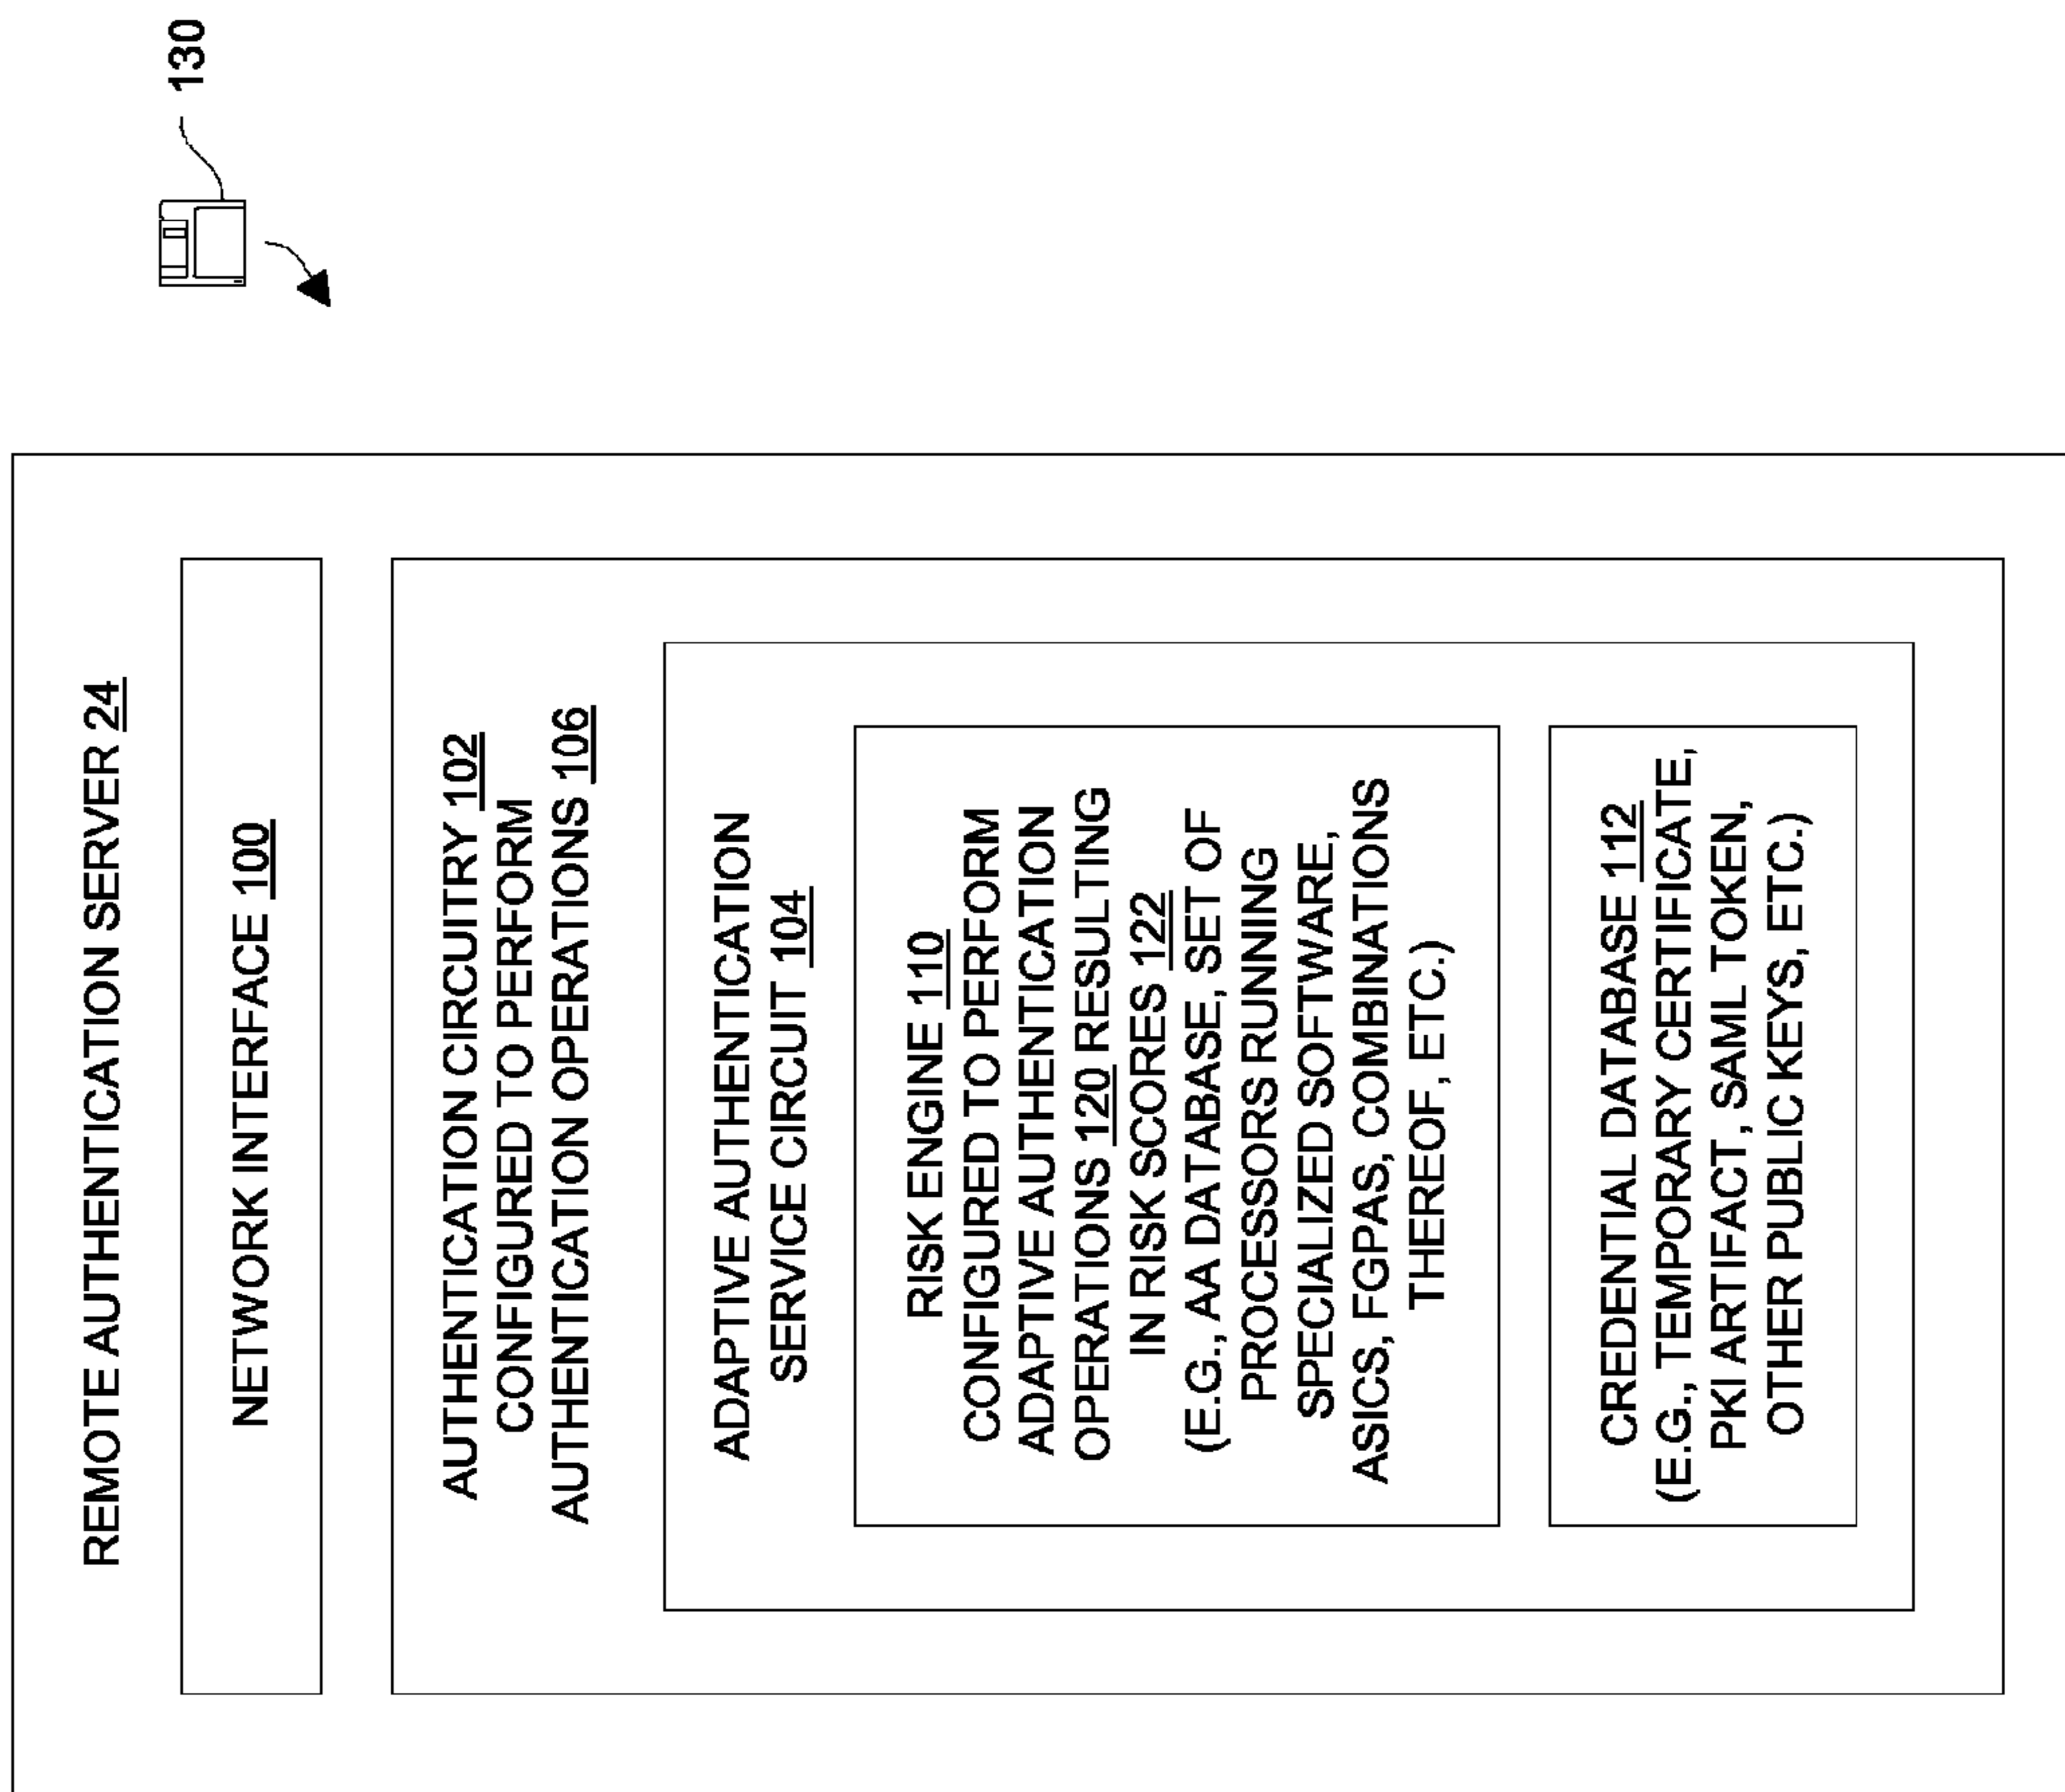 130
REMOTE AUTHENTICATION SERVER 24
NETWORK INTERFACE 100
AUTHENTICATION CIRCUITRY 102
CONFIGURED TO PERFORM
AUTHENTICATION OPERATIONS 106
ADAPTIVE AUTHENTICATION
SERVICE CIRCUIT 104
RISK ENGINE 110
CONFIGURED TO PERFORM
ADAPTIVE AUTHENTICATION
OPERATIONS 120 RESULTING
IN RISK SCORES 122
(E.G., AA DATABASE, SET OF
PROCESSORS RUNNING
SPECIALIZED SOFTWARE,
ASICS, FGPAS, COMBINATIONS
THEREOF, ETC.)
CREDENTIAL DATABASE 112
(E.G., TEMPORARY CERTIFICATE,
PKI ARTIFACT, SAML TOKEN,
OTHER PUBLIC KEYS, ETC.)